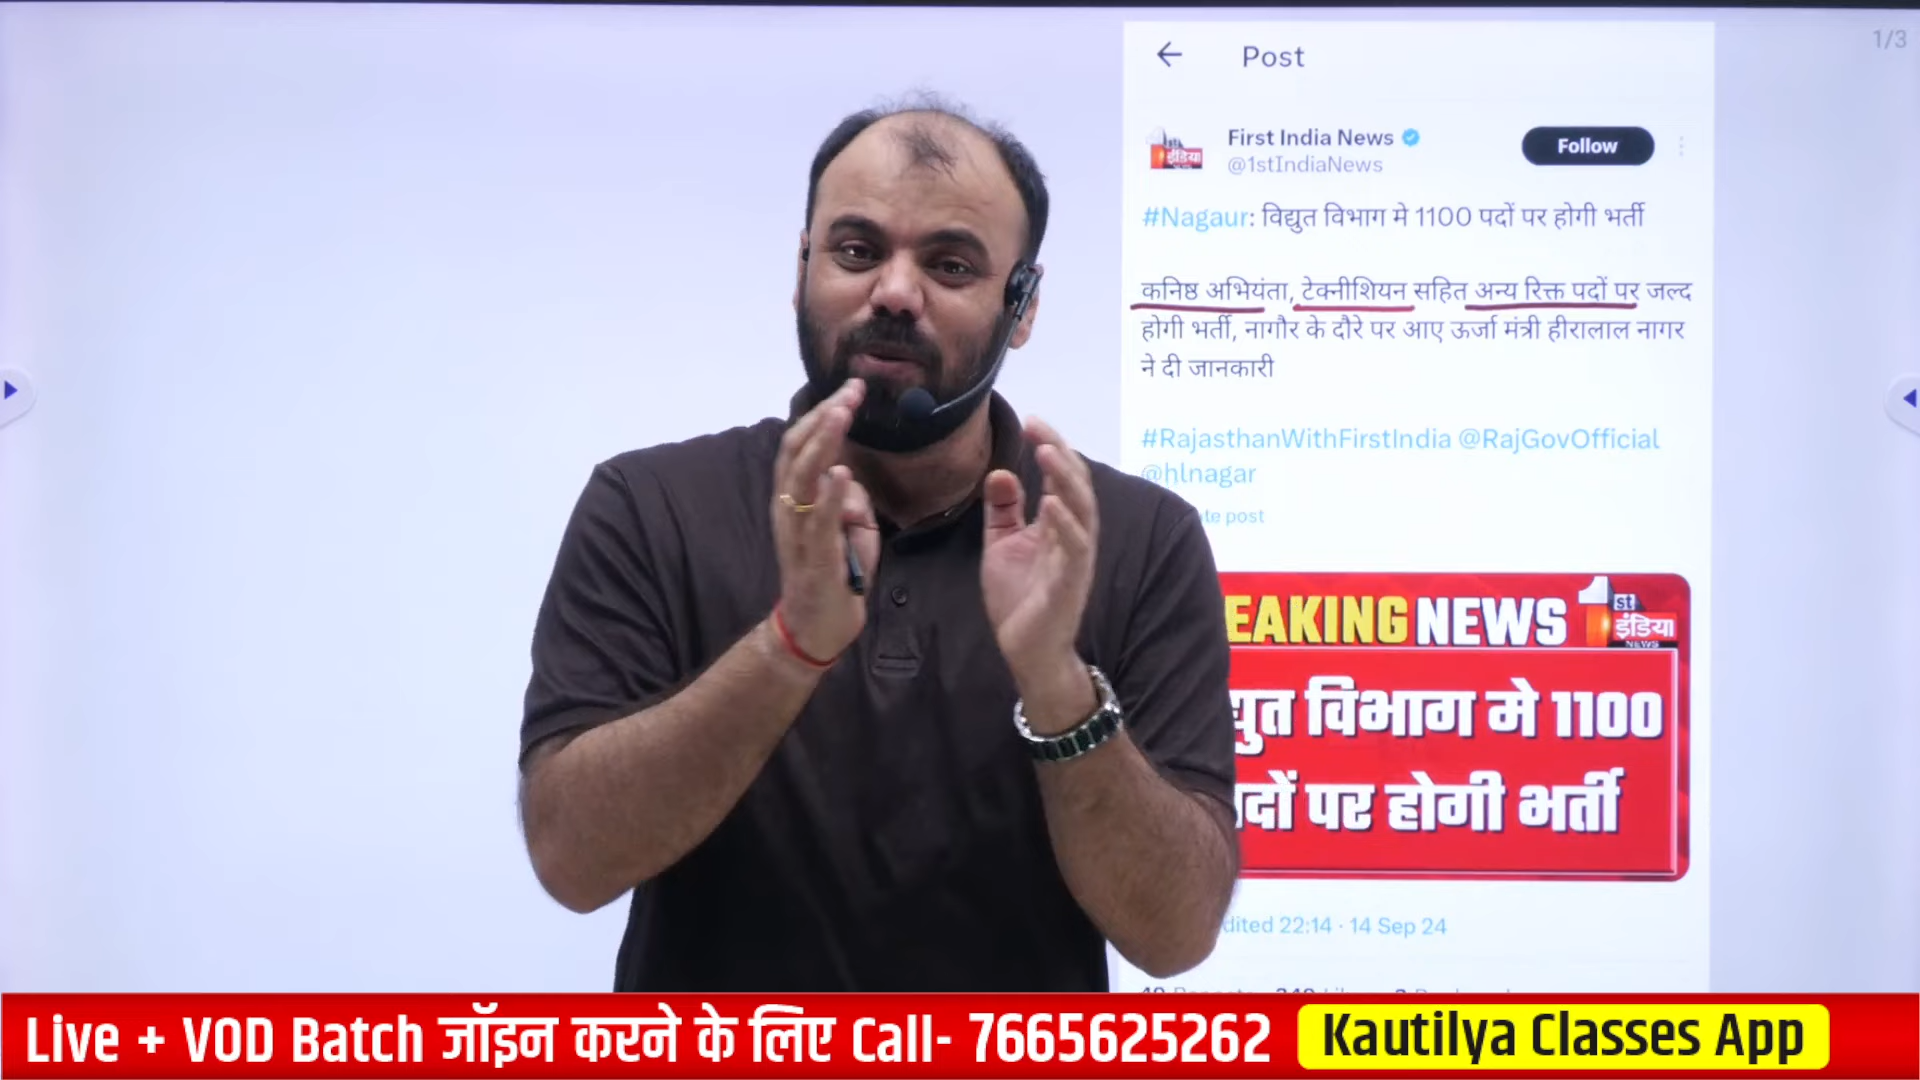 1/3
Post
First India News
Follow
@1stIndiaNews
#Nagaur: विद्युत विभाग मे 1100 पदों पर होगी भर्ती
कनिष्ठ अभियंता, टेक्नीशियन सहित अन्य रिक्त पदों पर जल्द
होगी भर्ती, नागौर के दौरे पर आए ऊर्जा मंत्री हीरालाल नागर
ने दी जानकारी
#RajasthanWithFirstIndia @RajGovOfficial
@hlnagar
post
NEWS 1st
इंडिया
NEWS
विभाग मे 1100
पर होगी भर्ती
22:14 · 14 Sep 24
Live + VOD Batch जॉइन करने के लिए Call- 7665625262 Kautilya Classes App